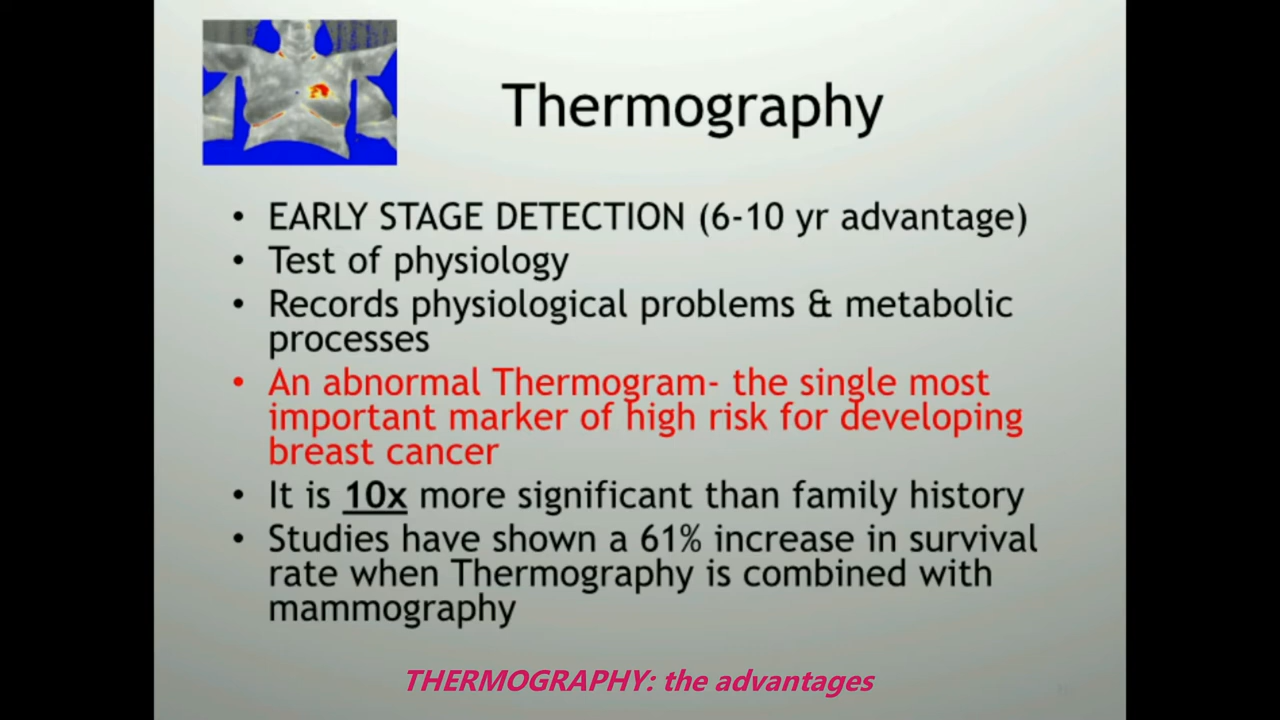 Thermography
• EARLY STAGE DETECTION (6-10 yr advantage)
• Test of physiology
• Records physiological problems & metabolic
processes
• An abnormal Thermogram- the single most
important marker of high risk for developing
breast cancer
• It is 10x more significant than family history
• Studies have shown a 61% increase in survival
rate when Thermography is combined with
mammography
THERMOGRAPHY: the advantages